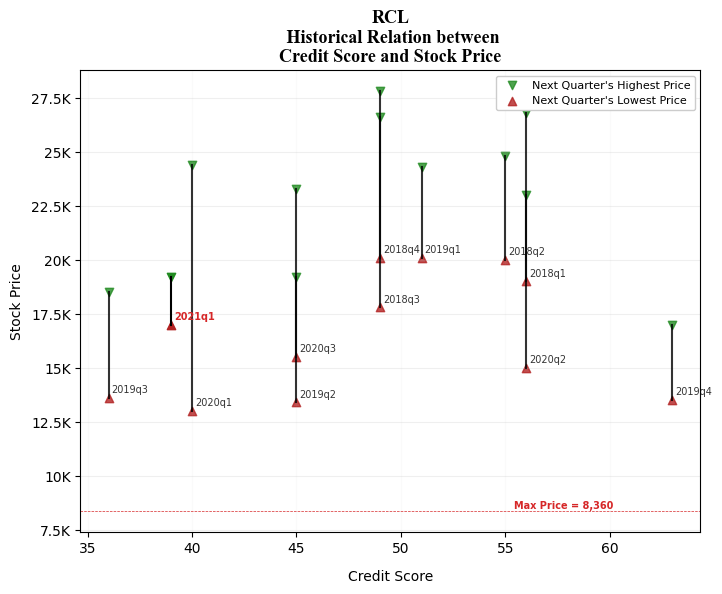 RCL
Historical Relation between
Credit Score and Stock Price
Next Quarter's Highest Price
Next Quarter's Lowest Price
27.5K
25K
22.5K
20K
17.5K
15K
12.5K
10K
7.5K
Stock Price
2018q4
2019q1
2018q2
2018q1
2018q3
2021q1
2020q3
2020q2
2019q3
2020q1
2019q2
2019q4
Max Price = 8,360
35
40
45
50
55
60
Credit Score